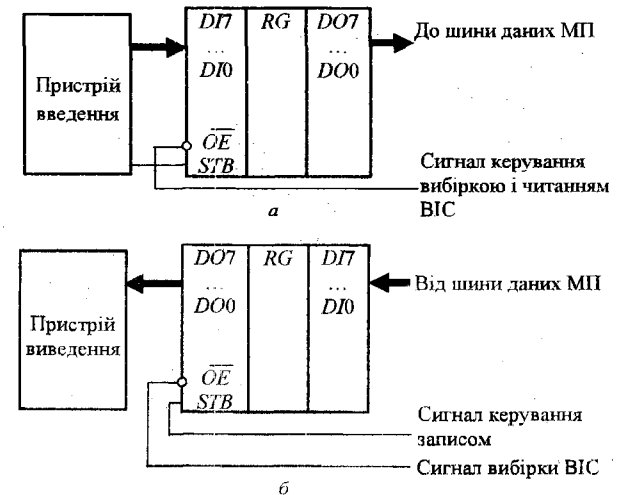 DI7 RG DO7
... ...
DI0 DO0
До шини даних МП
Пристрій
введення
OE
STB
Сигнал керування
вибіркою і читанням
ВІС
а
DO7 RG DI7
... ...
DO0 DI0
Від шини даних МП
Пристрій
виведення
OE
STB
Сигнал керування
записом
Сигнал вибірки ВІС
б